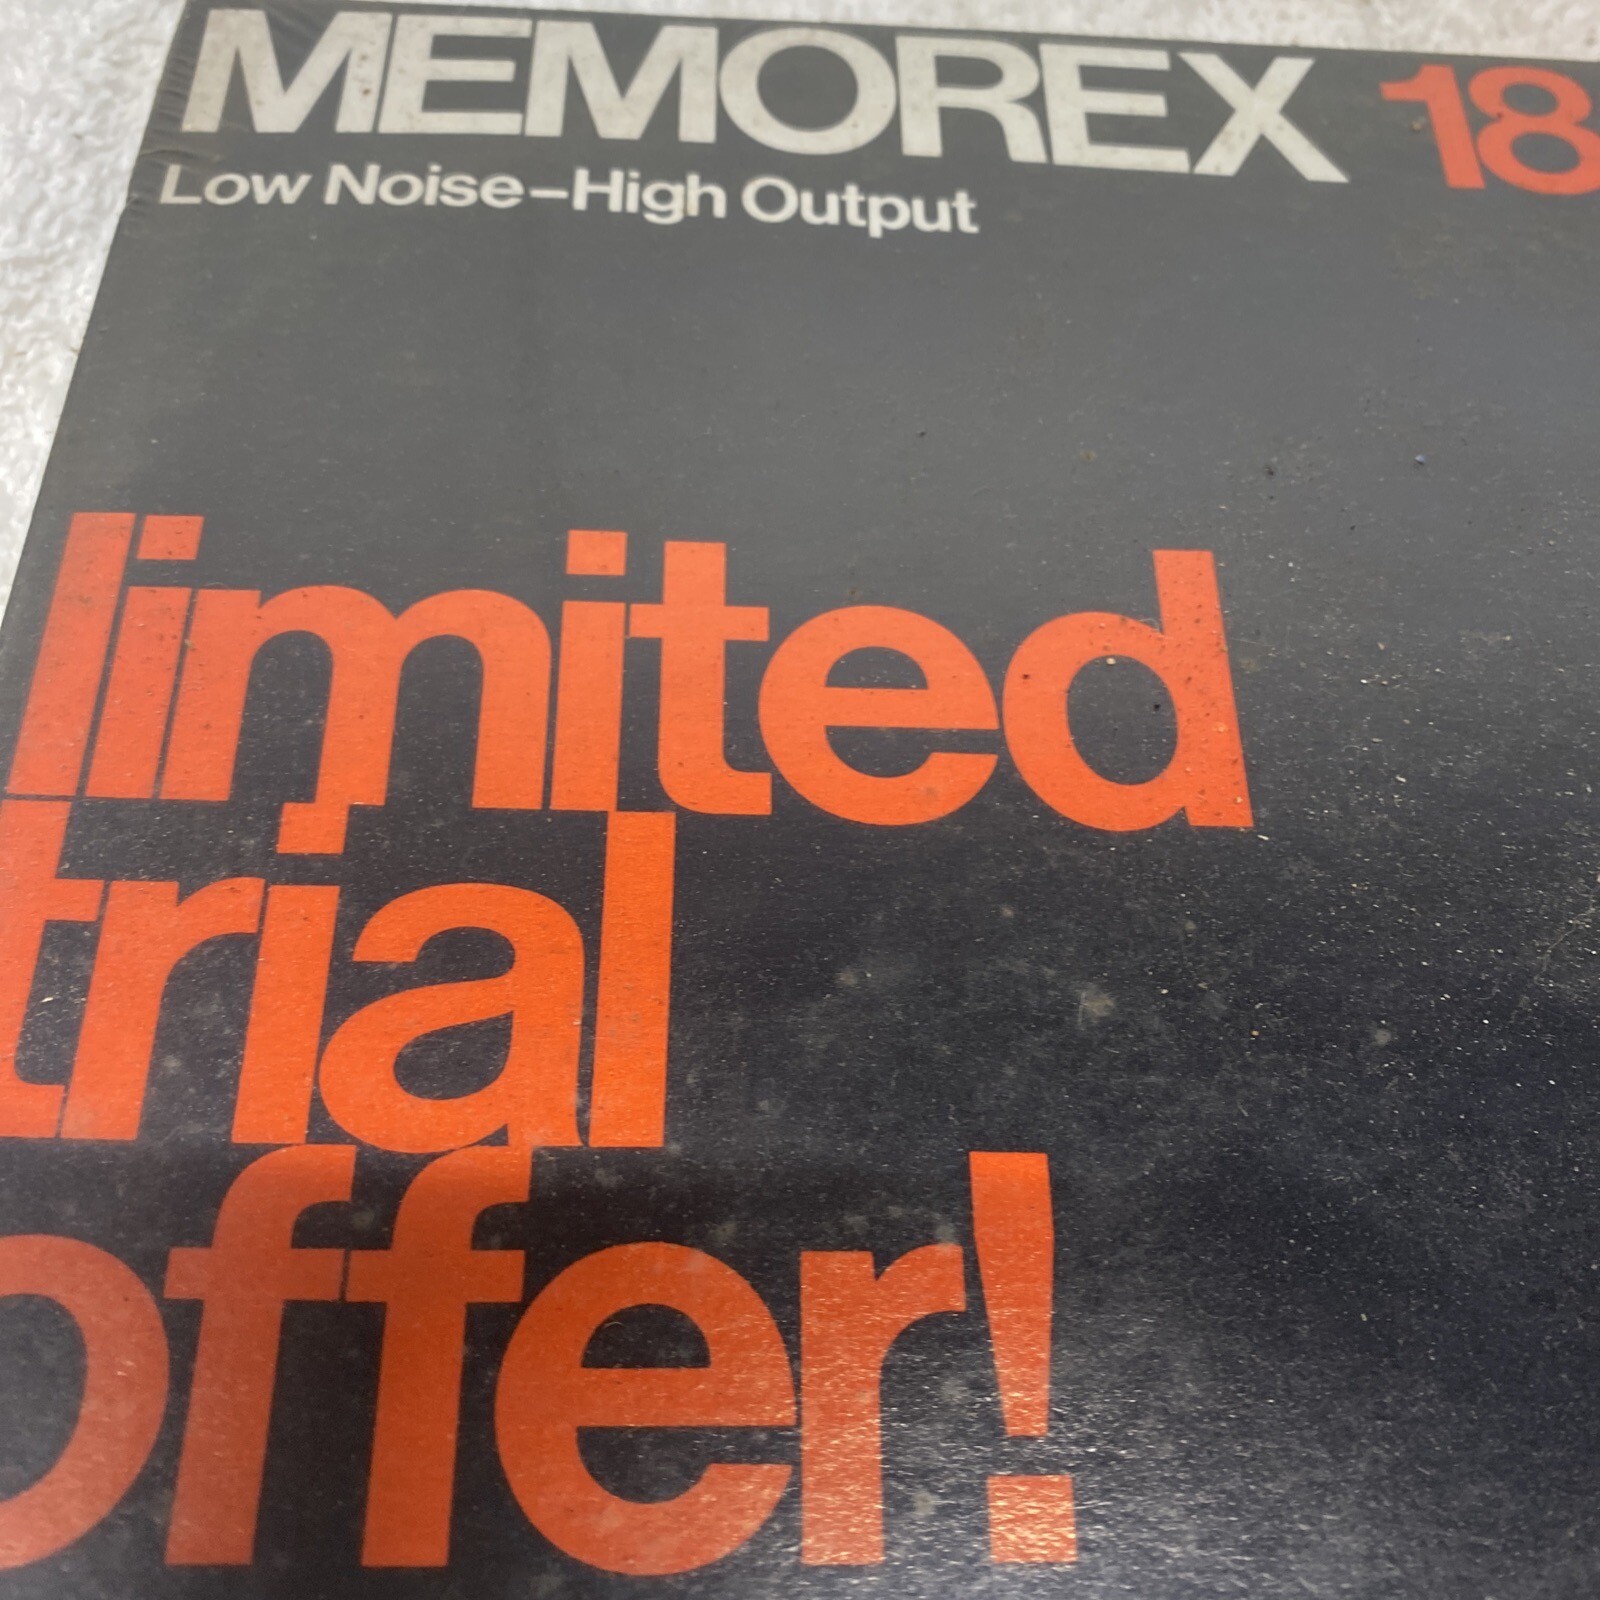 MEMOREX 18
Low Noise–High Output
limited
trial
offer!